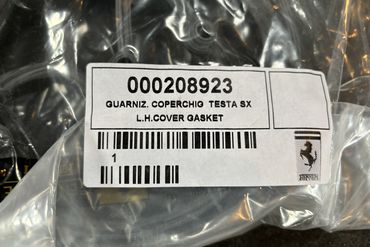 000208923
GUARNIZ. COPERCHIG  TESTA SX
L.H.COVER GASKET
1